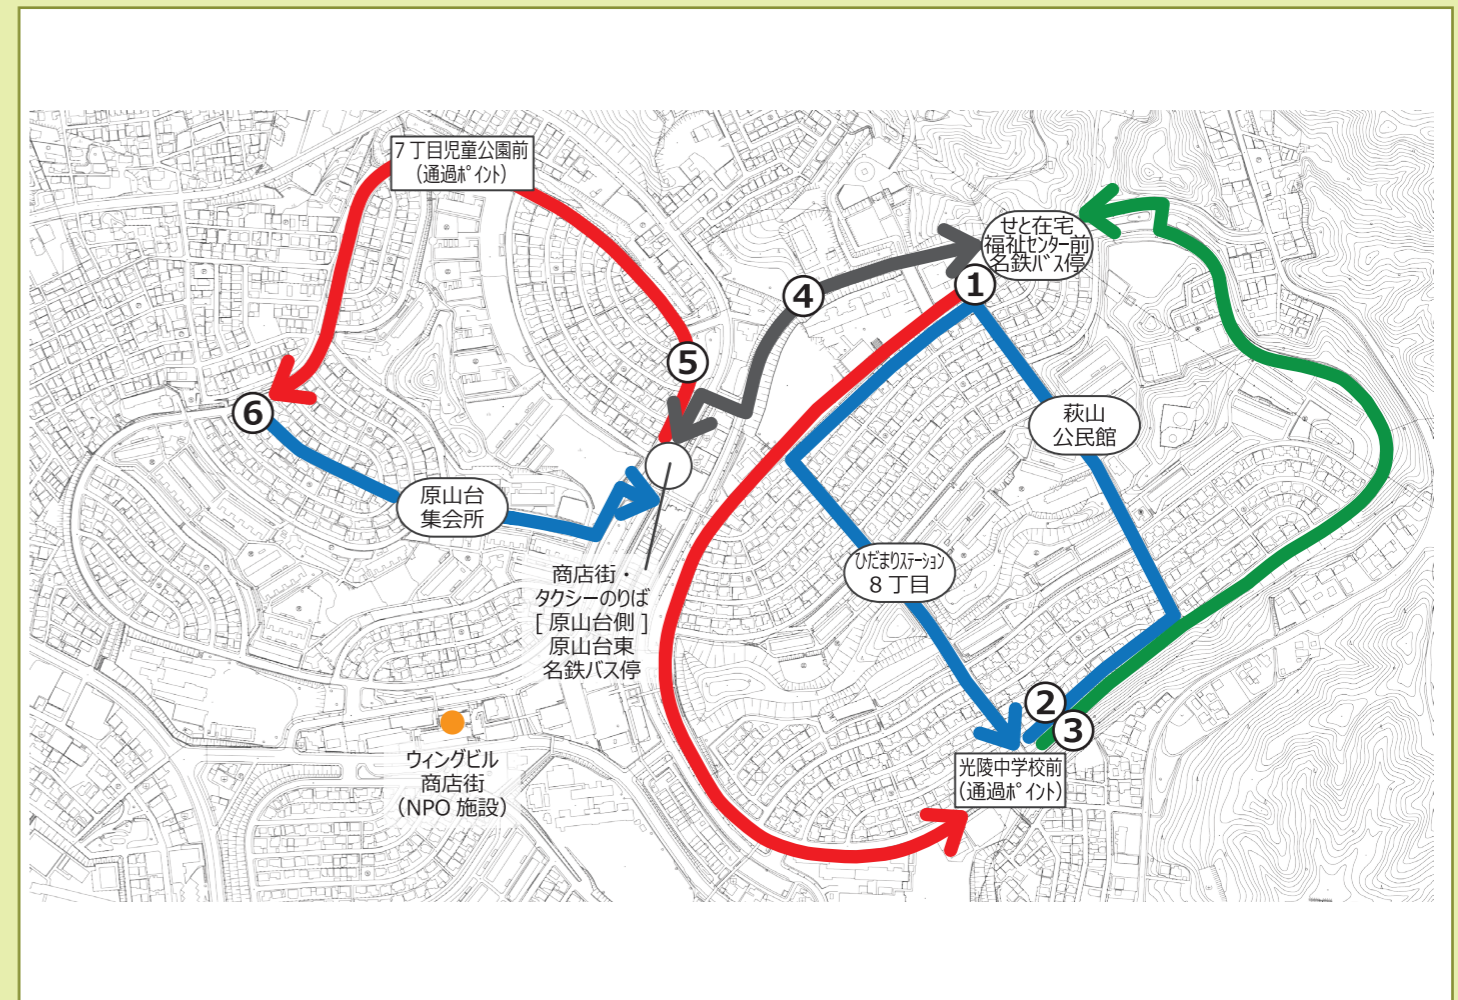 7丁目児童公園前
（通過ﾎﾟｲﾝﾄ）
せと在宅
福祉ｾﾝﾀｰ前
名鉄ﾊﾞｽ停
①
④
⑤
⑥
萩山
公民館
原山台
集会所
ひだまりｽﾃｰｼｮﾝ
8丁目
商店街・
タクシーのりば
[ 原山台側 ]
原山台東
名鉄バス停
②
③
ウィングビル
商店街
（NPO 施設）
光陵中学校前
（通過ﾎﾟｲﾝﾄ）